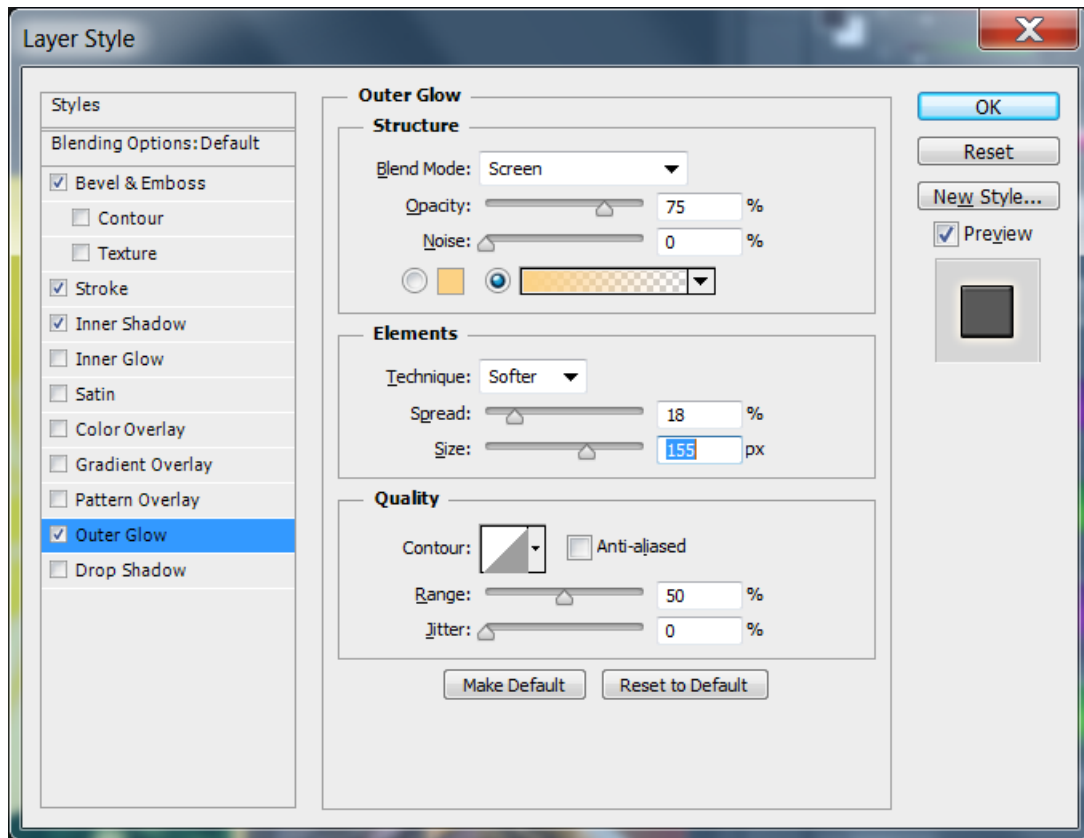 Layer Style
Styles
Blending Options:Default
Bevel & Emboss
Contour
Texture
Stroke
Inner Shadow
Inner Glow
Satin
Color Overlay
Gradient Overlay
Pattern Overlay
Outer Glow
Drop Shadow
Outer Glow
Structure
Blend Mode: Screen
Opacity: 75 %
Noise: 0 %
Elements
Technique: Softer
Spread: 18 %
Size: 155 px
Quality
Contour: Anti-aliased
Range: 50 %
Jitter: 0 %
Make Default Reset to Default
OK
Reset
New Style...
Preview